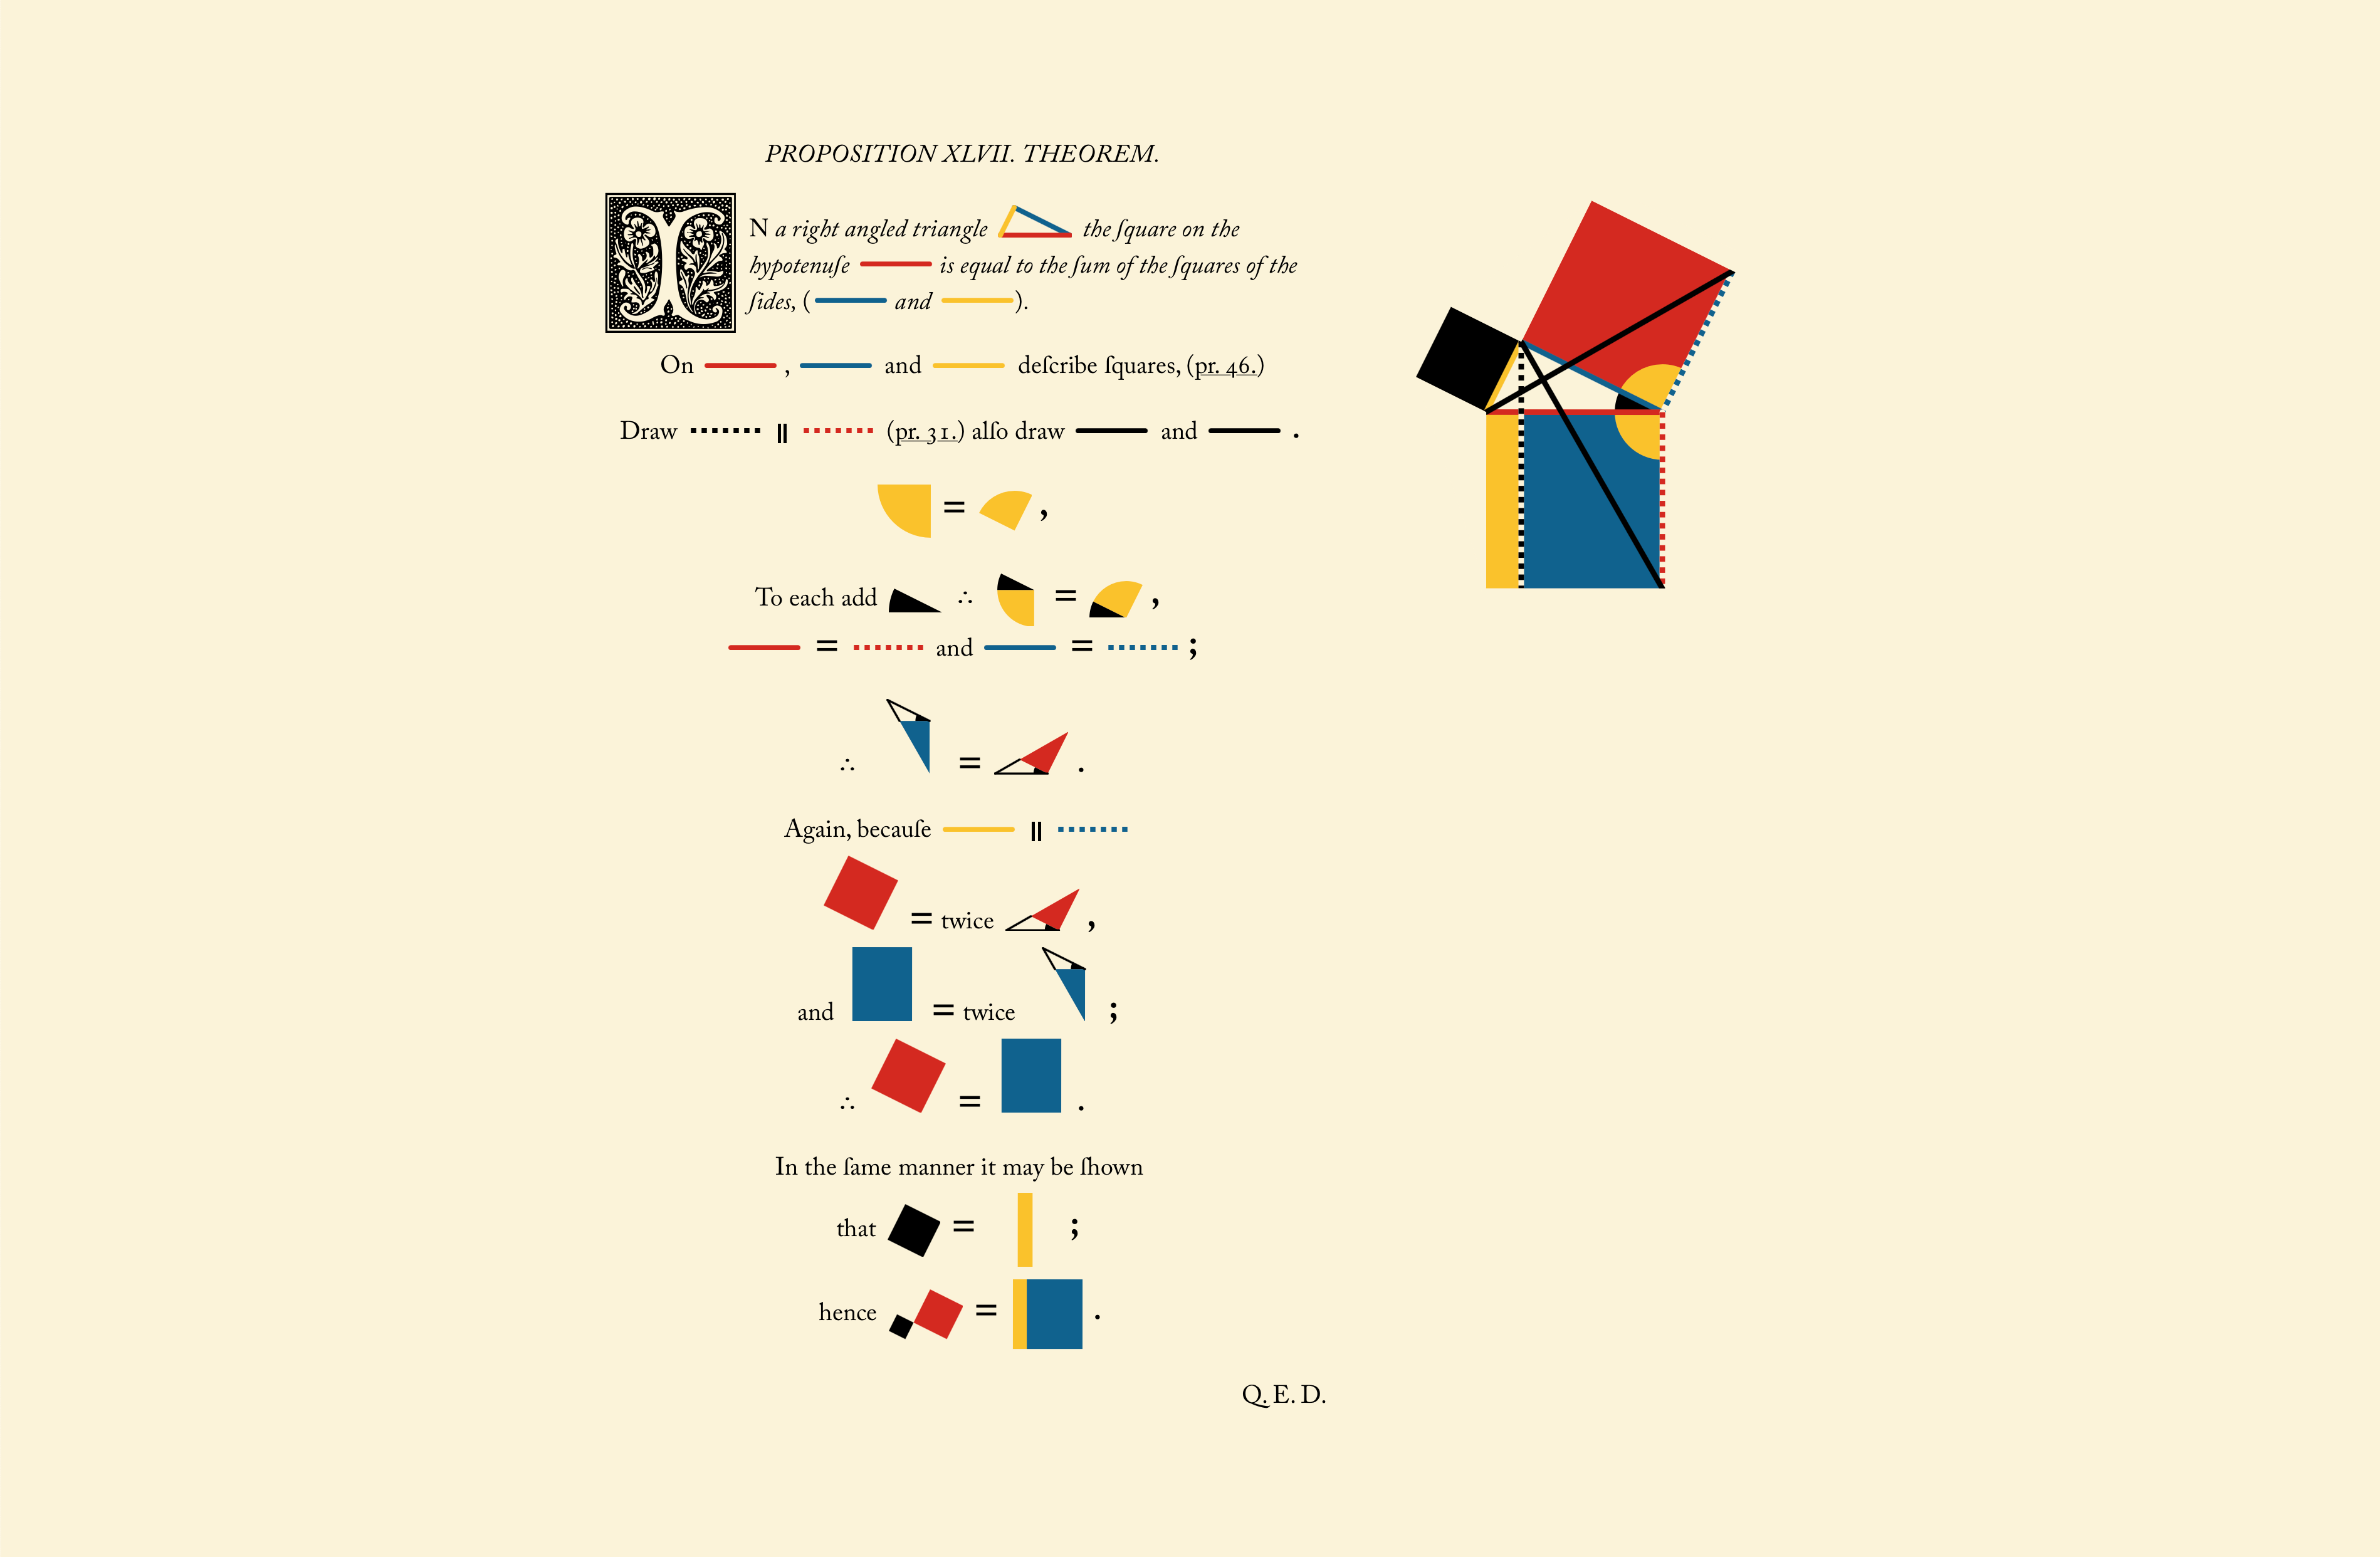 PROPOSITION XLVII. THEOREM.
IN a right angled triangle the ſquare on the
hypotenuſe is equal to the ſum of the ſquares of the
ſides, ( and ).
On , and deſcribe ſquares, (pr. 46.)
Draw || (pr. 31.) alſo draw and .
= ,
To each add ∴ = ,
= and = ;
∴ = .
Again, becauſe ||
= twice ,
and = twice ;
∴ = .
In the ſame manner it may be ſhown
that = ;
hence = .
Q. E. D.